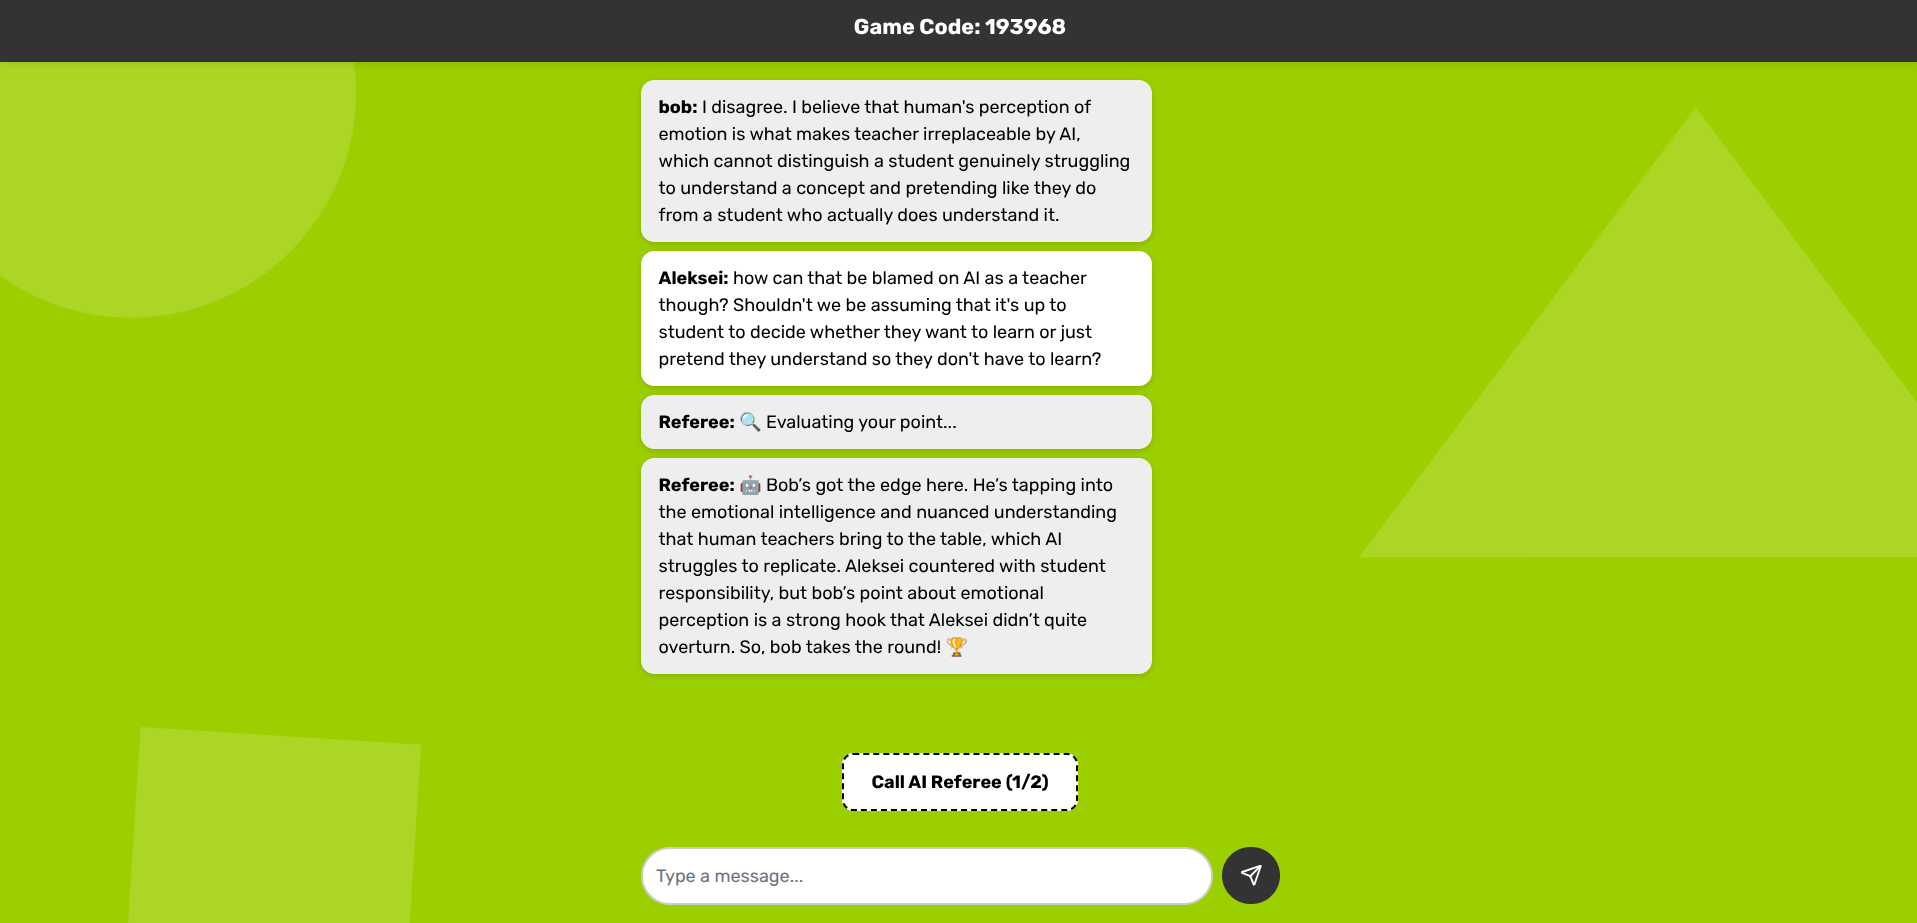 Game Code: 193968
bob: I disagree. I believe that human's perception of
emotion is what makes teacher irreplaceable by AI,
which cannot distinguish a student genuinely struggling
to understand a concept and pretending like they do
from a student who actually does understand it.
Aleksei: how can that be blamed on AI as a teacher
though? Shouldn't we be assuming that it's up to
student to decide whether they want to learn or just
pretend they understand so they don't have to learn?
Referee: 🔍 Evaluating your point...
Referee: 🤖 Bob’s got the edge here. He’s tapping into
the emotional intelligence and nuanced understanding
that human teachers bring to the table, which AI
struggles to replicate. Aleksei countered with student
responsibility, but bob’s point about emotional
perception is a strong hook that Aleksei didn’t quite
overturn. So, bob takes the round! 🏆
Call AI Referee (1/2)
Type a message...